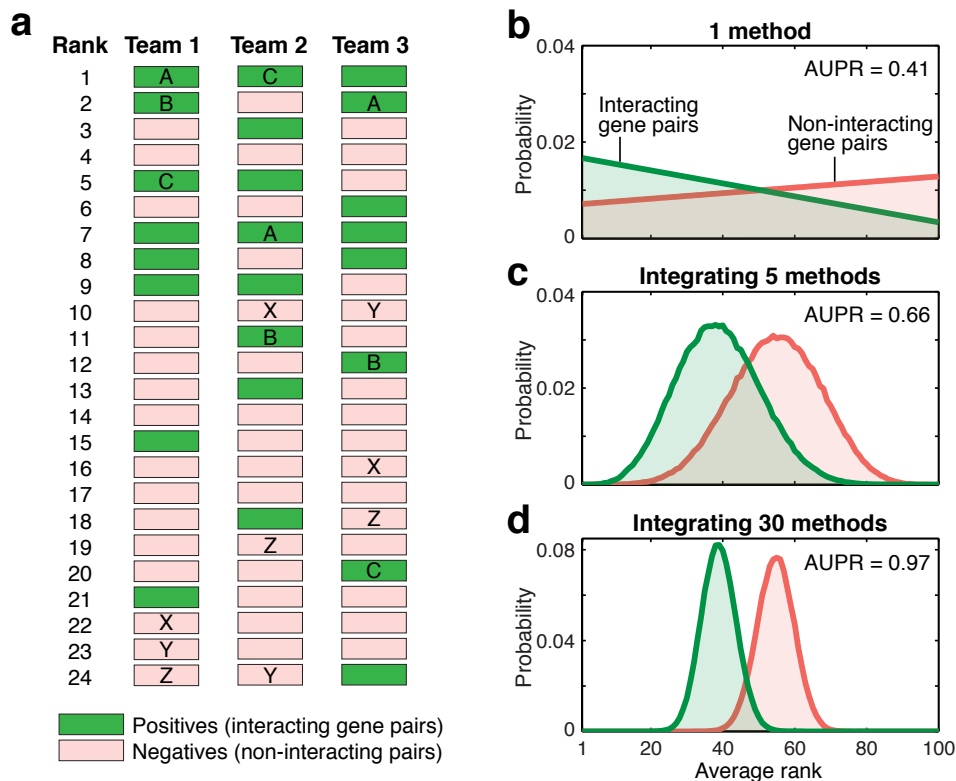 a
Rank Team 1 Team 2 Team 3
1 A C
2 B A
3
4
5 C
6
7 A
8
9
10 X Y
11 B
12 B
13
14
15
16 X
17
18 Z
19 Z
20 C
21
22 X
23 Y
24 Z Y
Positives (interacting gene pairs)
Negatives (non-interacting pairs)
b
1 method
AUPR = 0.41
Interacting
gene pairs
Non-interacting
gene pairs
Probability
0.04
0.02
0
c
Integrating 5 methods
AUPR = 0.66
Probability
0.04
0.02
0
d
Integrating 30 methods
AUPR = 0.97
Probability
0.08
0.04
0
1 20 40 60 80 100
Average rank